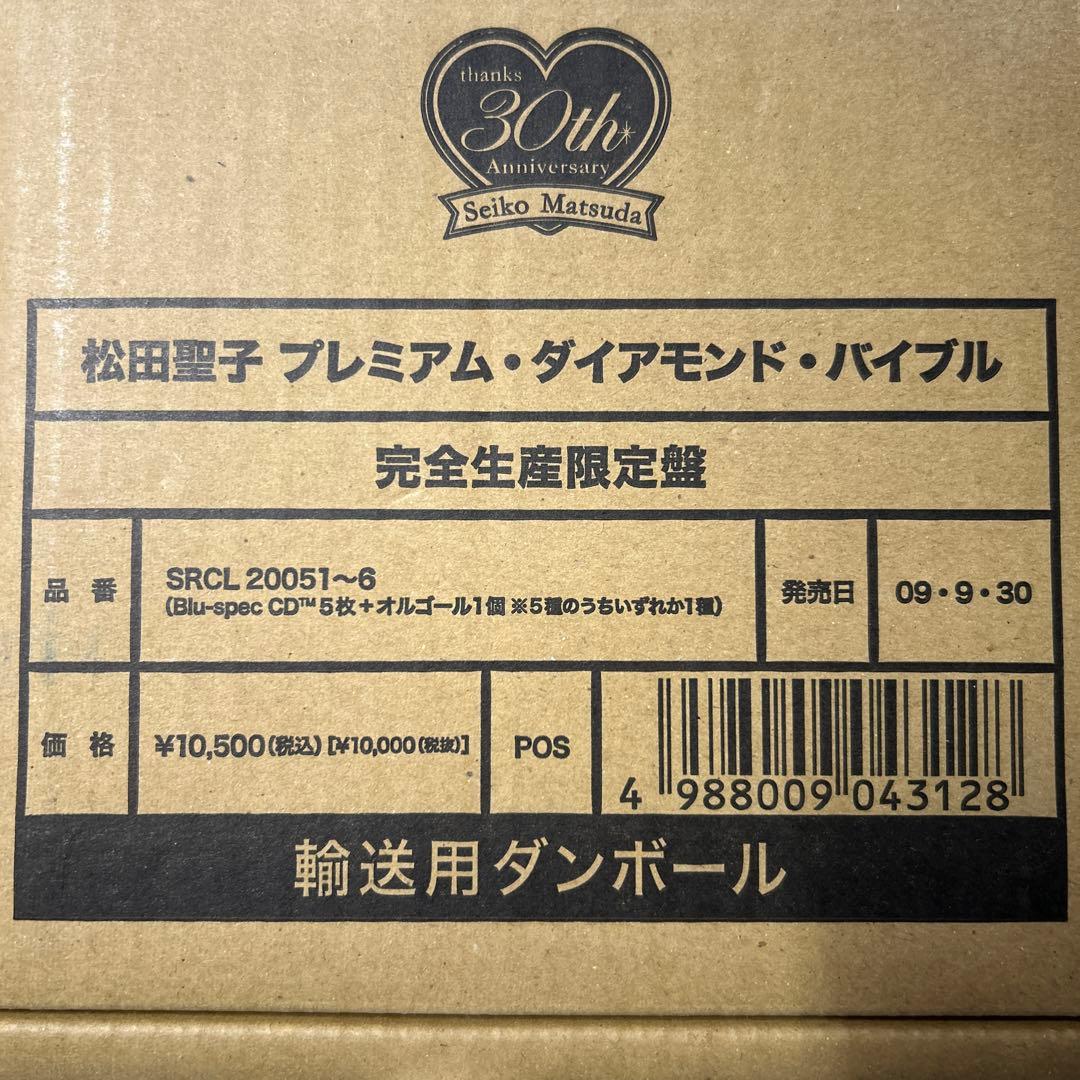 thanks
30th
Anniversary
Seiko Matsuda
松田聖子 プレミアム・ダイアモンド・バイブル
完全生産限定盤
品番
SRCL 20051〜6
(Blu-spec CD™ 5枚+オルゴール1個 ※5種のうちいずれか1種)
発売日
09・9・30
価格
¥10,500(税込) [¥10,000(税抜)]
POS
4 988009 043128
輸送用ダンボール